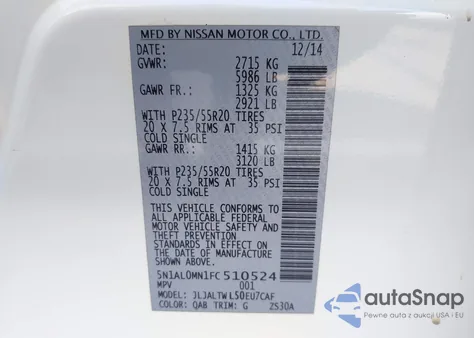 MFD BY NISSAN MOTOR CO., LTD.
DATE: 12/14
GVWR: 2715 KG
5986 LB
GAWR FR.: 1325 KG
2921 LB
WITH P235/55R20 TIRES
20 X 7.5 RIMS AT 35 PSI
COLD SINGLE
GAWR RR.: 1415 KG
3120 LB
WITH P235/55R20 TIRES
20 X 7.5 RIMS AT 35 PSI
COLD SINGLE
THIS VEHICLE CONFORMS TO
ALL APPLICABLE FEDERAL
MOTOR VEHICLE SAFETY AND
THEFT PREVENTION
STANDARDS IN EFFECT ON
THE DATE OF MANUFACTURE
SHOWN ABOVE.
5N1AL0MN1FC510524
MPV 001
MODEL: JLJALTWL50EU7CAF
COLOR: QAB TRIM: G ZS30A
autoSnap
Pewne auta z aukcji w USA i EU